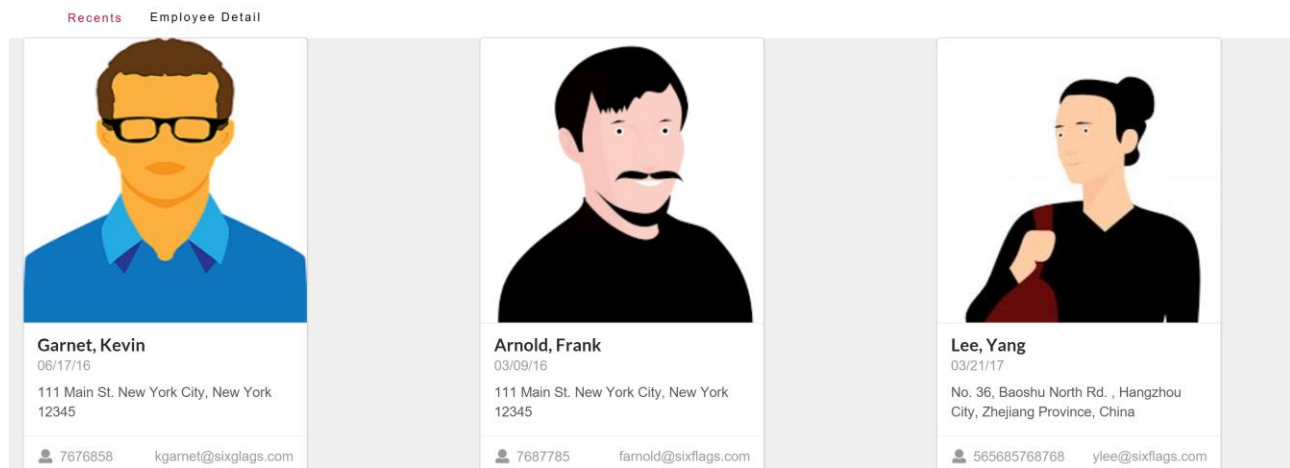 Recents Employee Detail
Garnet, Kevin
06/17/16
111 Main St. New York City, New York
12345
7676858 kgarnet@sixglags.com
Arnold, Frank
03/09/16
111 Main St. New York City, New York
12345
7687785 farnold@sixflags.com
Lee, Yang
03/21/17
No. 36, Baoshu North Rd. , Hangzhou
City, Zhejiang Province, China
565685768768 ylee@sixflags.com